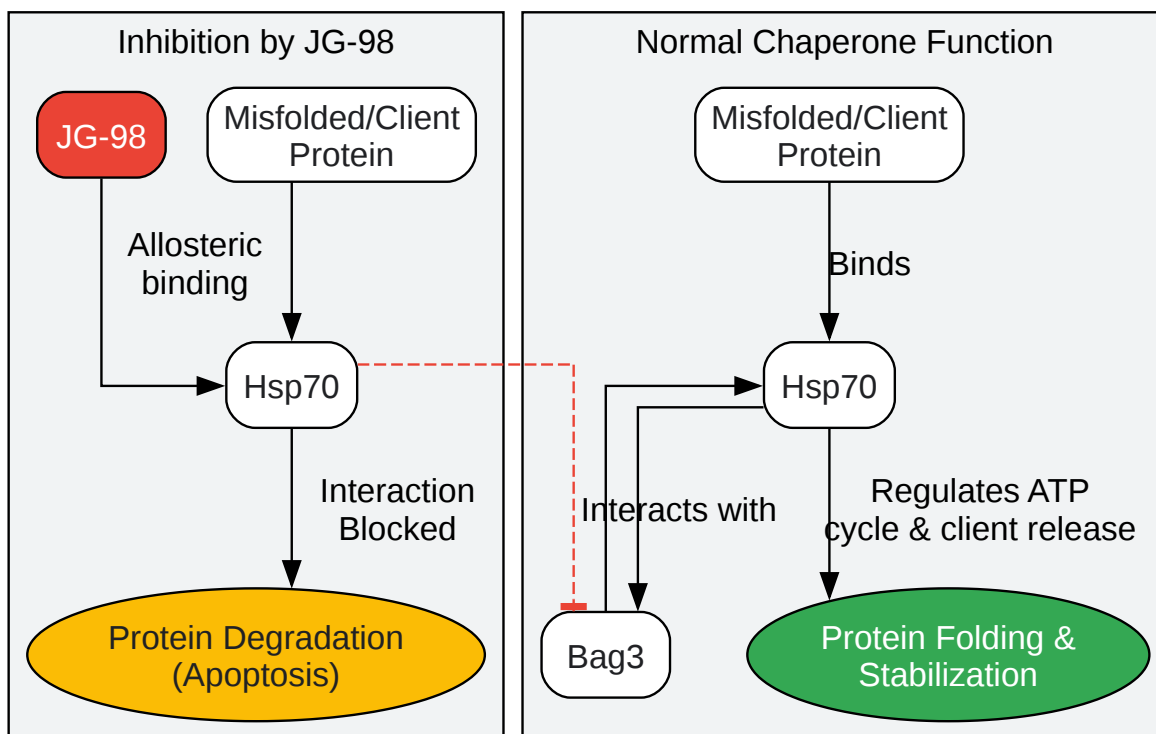 Inhibition by JG-98
JG-98
Misfolded/Client
Protein
Allosteric
binding
Hsp70
Interaction
Blocked
Protein Degradation
(Apoptosis)
Normal Chaperone Function
Misfolded/Client
Protein
Binds
Hsp70
Interacts with
Regulates ATP
cycle & client release
Bag3
Protein Folding &
Stabilization